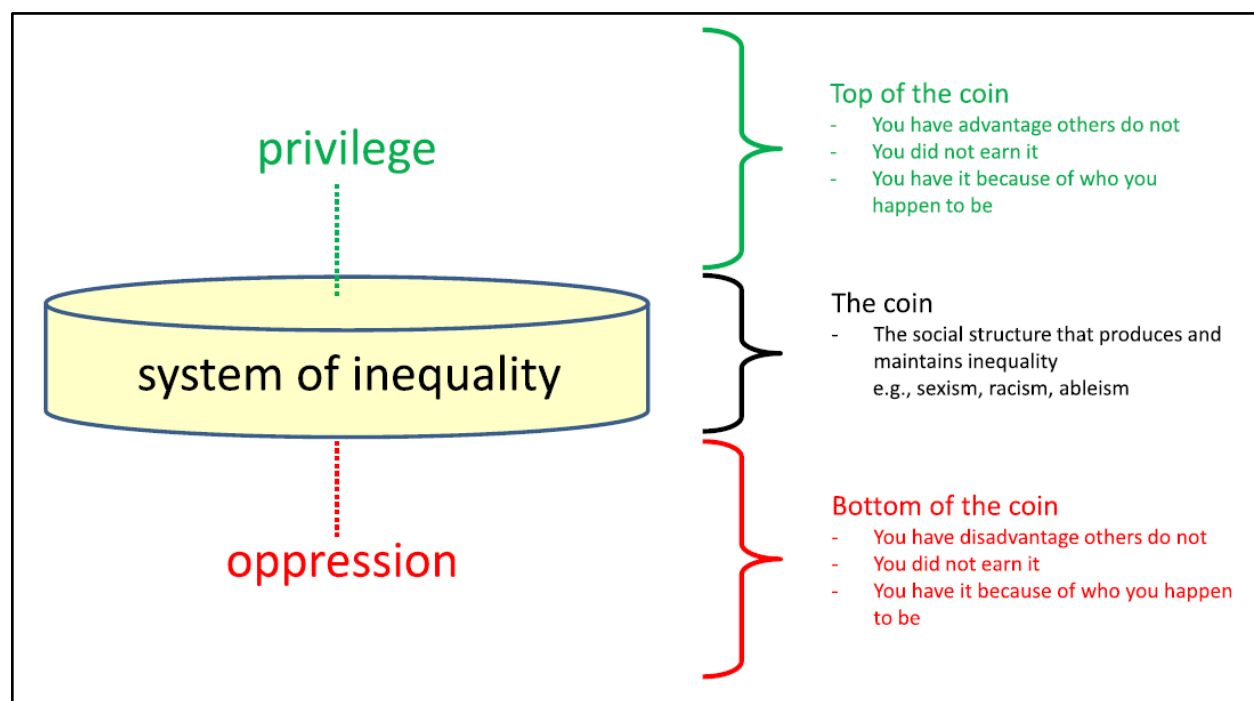 privilege
system of inequality
oppression
Top of the coin
- You have advantage others do not
- You did not earn it
- You have it because of who you
happen to be
The coin
- The social structure that produces and
maintains inequality
e.g., sexism, racism, ableism
Bottom of the coin
- You have disadvantage others do not
- You did not earn it
- You have it because of who you happen
to be